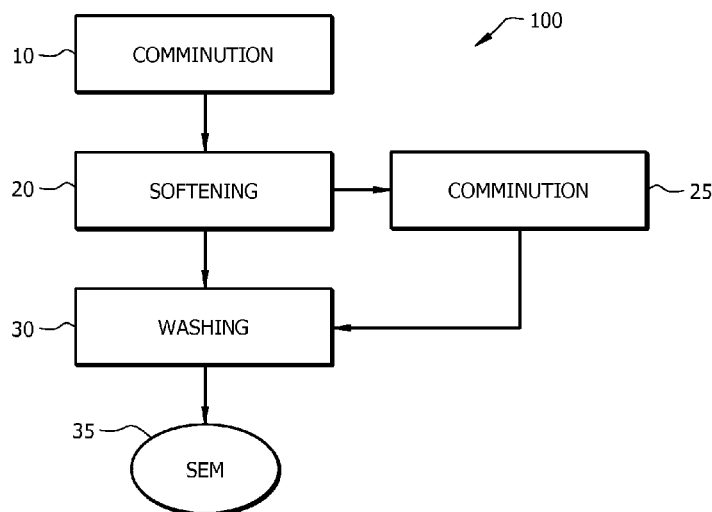 100
10
COMMINUTION
20
SOFTENING
COMMINUTION
25
30
WASHING
35
SEM